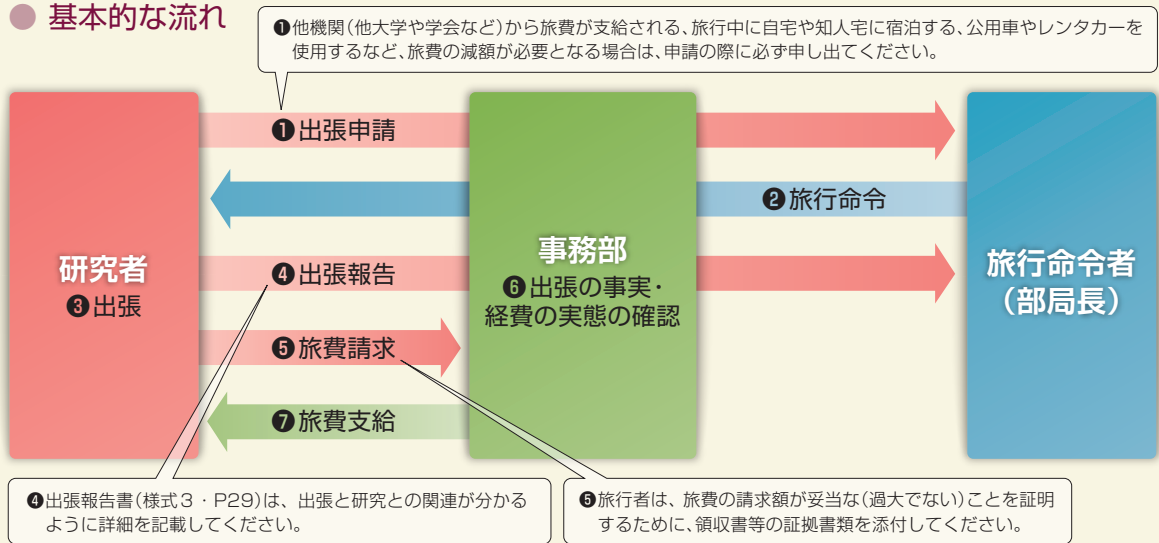 ● 基本的な流れ
❶他機関(他大学や学会など)から旅費が支給される、旅行中に自宅や知人宅に宿泊する、公用車やレンタカーを
使用するなど、旅費の減額が必要となる場合は、申請の際に必ず申し出てください。
❶出張申請
❷旅行命令
研究者
❸出張
事務部
❻出張の事実・
経費の実態の確認
旅行命令者
(部局長)
❹出張報告
❺旅費請求
❼旅費支給
❹出張報告書(様式3・P29)は、出張と研究との関連が分かる
ように詳細を記載してください。
❺旅行者は、旅費の請求額が妥当な(過大でない)ことを証明
するために、領収書等の証拠書類を添付してください。